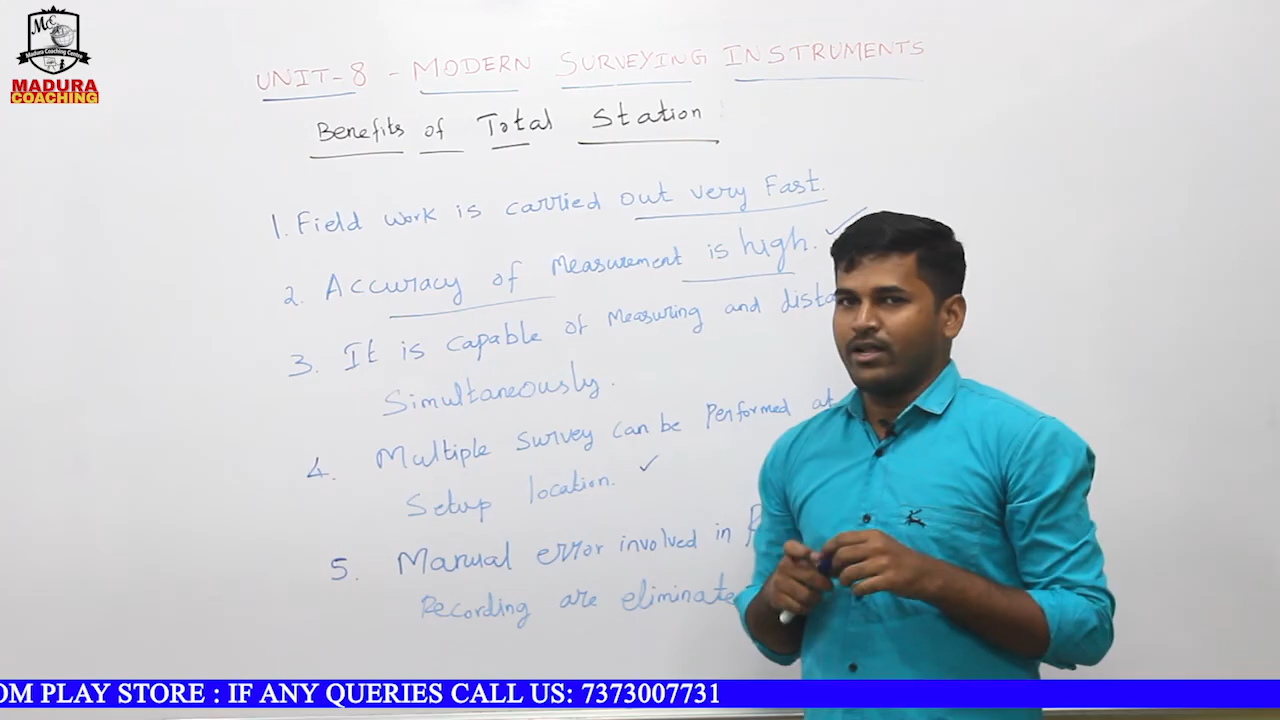 Madura Coaching Centre
MADURA
COACHING
UNIT-8 - MODERN SURVEYING INSTRUMENTS
Benefits of Total Station
1. Field work is carried out very Fast.
2. Accuracy of Measurement is high.
3. It is capable of Measuring and dista
Simultaneously.
4. Multiple survey can be Performed at
Setup location.
5. Manual error involved in
Recording are eliminate
OM PLAY STORE : IF ANY QUERIES CALL US: 7373007731